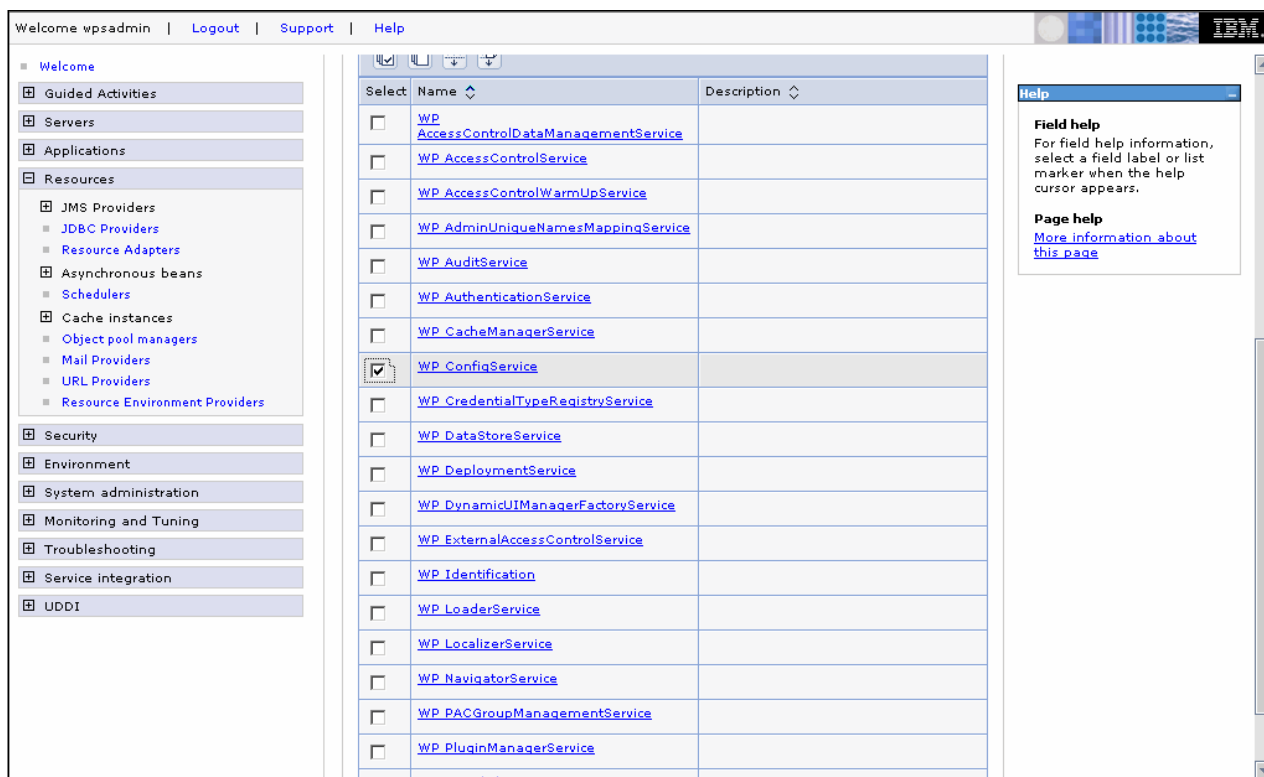 Welcome wpsadmin | Logout | Support | Help
IBM.
Welcome
Guided Activities
Servers
Applications
Resources
JMS Providers
JDBC Providers
Resource Adapters
Asynchronous beans
Schedulers
Cache instances
Object pool managers
Mail Providers
URL Providers
Resource Environment Providers
Security
Environment
System administration
Monitoring and Tuning
Troubleshooting
Service integration
UDDI
Select Name Description
WP
AccessControlDataManagementService
WP AccessControlService
WP AccessControlWarmUpService
WP AdminUniqueNamesMappingService
WP AuditService
WP AuthenticationService
WP CacheManagerService
WP ConfigService
WP CredentialTypeRegistryService
WP DataStoreService
WP DeploymentService
WP DynamicUIManagerFactoryService
WP ExternalAccessControlService
WP Identification
WP LoaderService
WP LocalizerService
WP NavigatorService
WP PACGroupManagementService
WP PluginManagerService
Help
Field help
For field help information,
select a field label or list
marker when the help
cursor appears.
Page help
More information about
this page